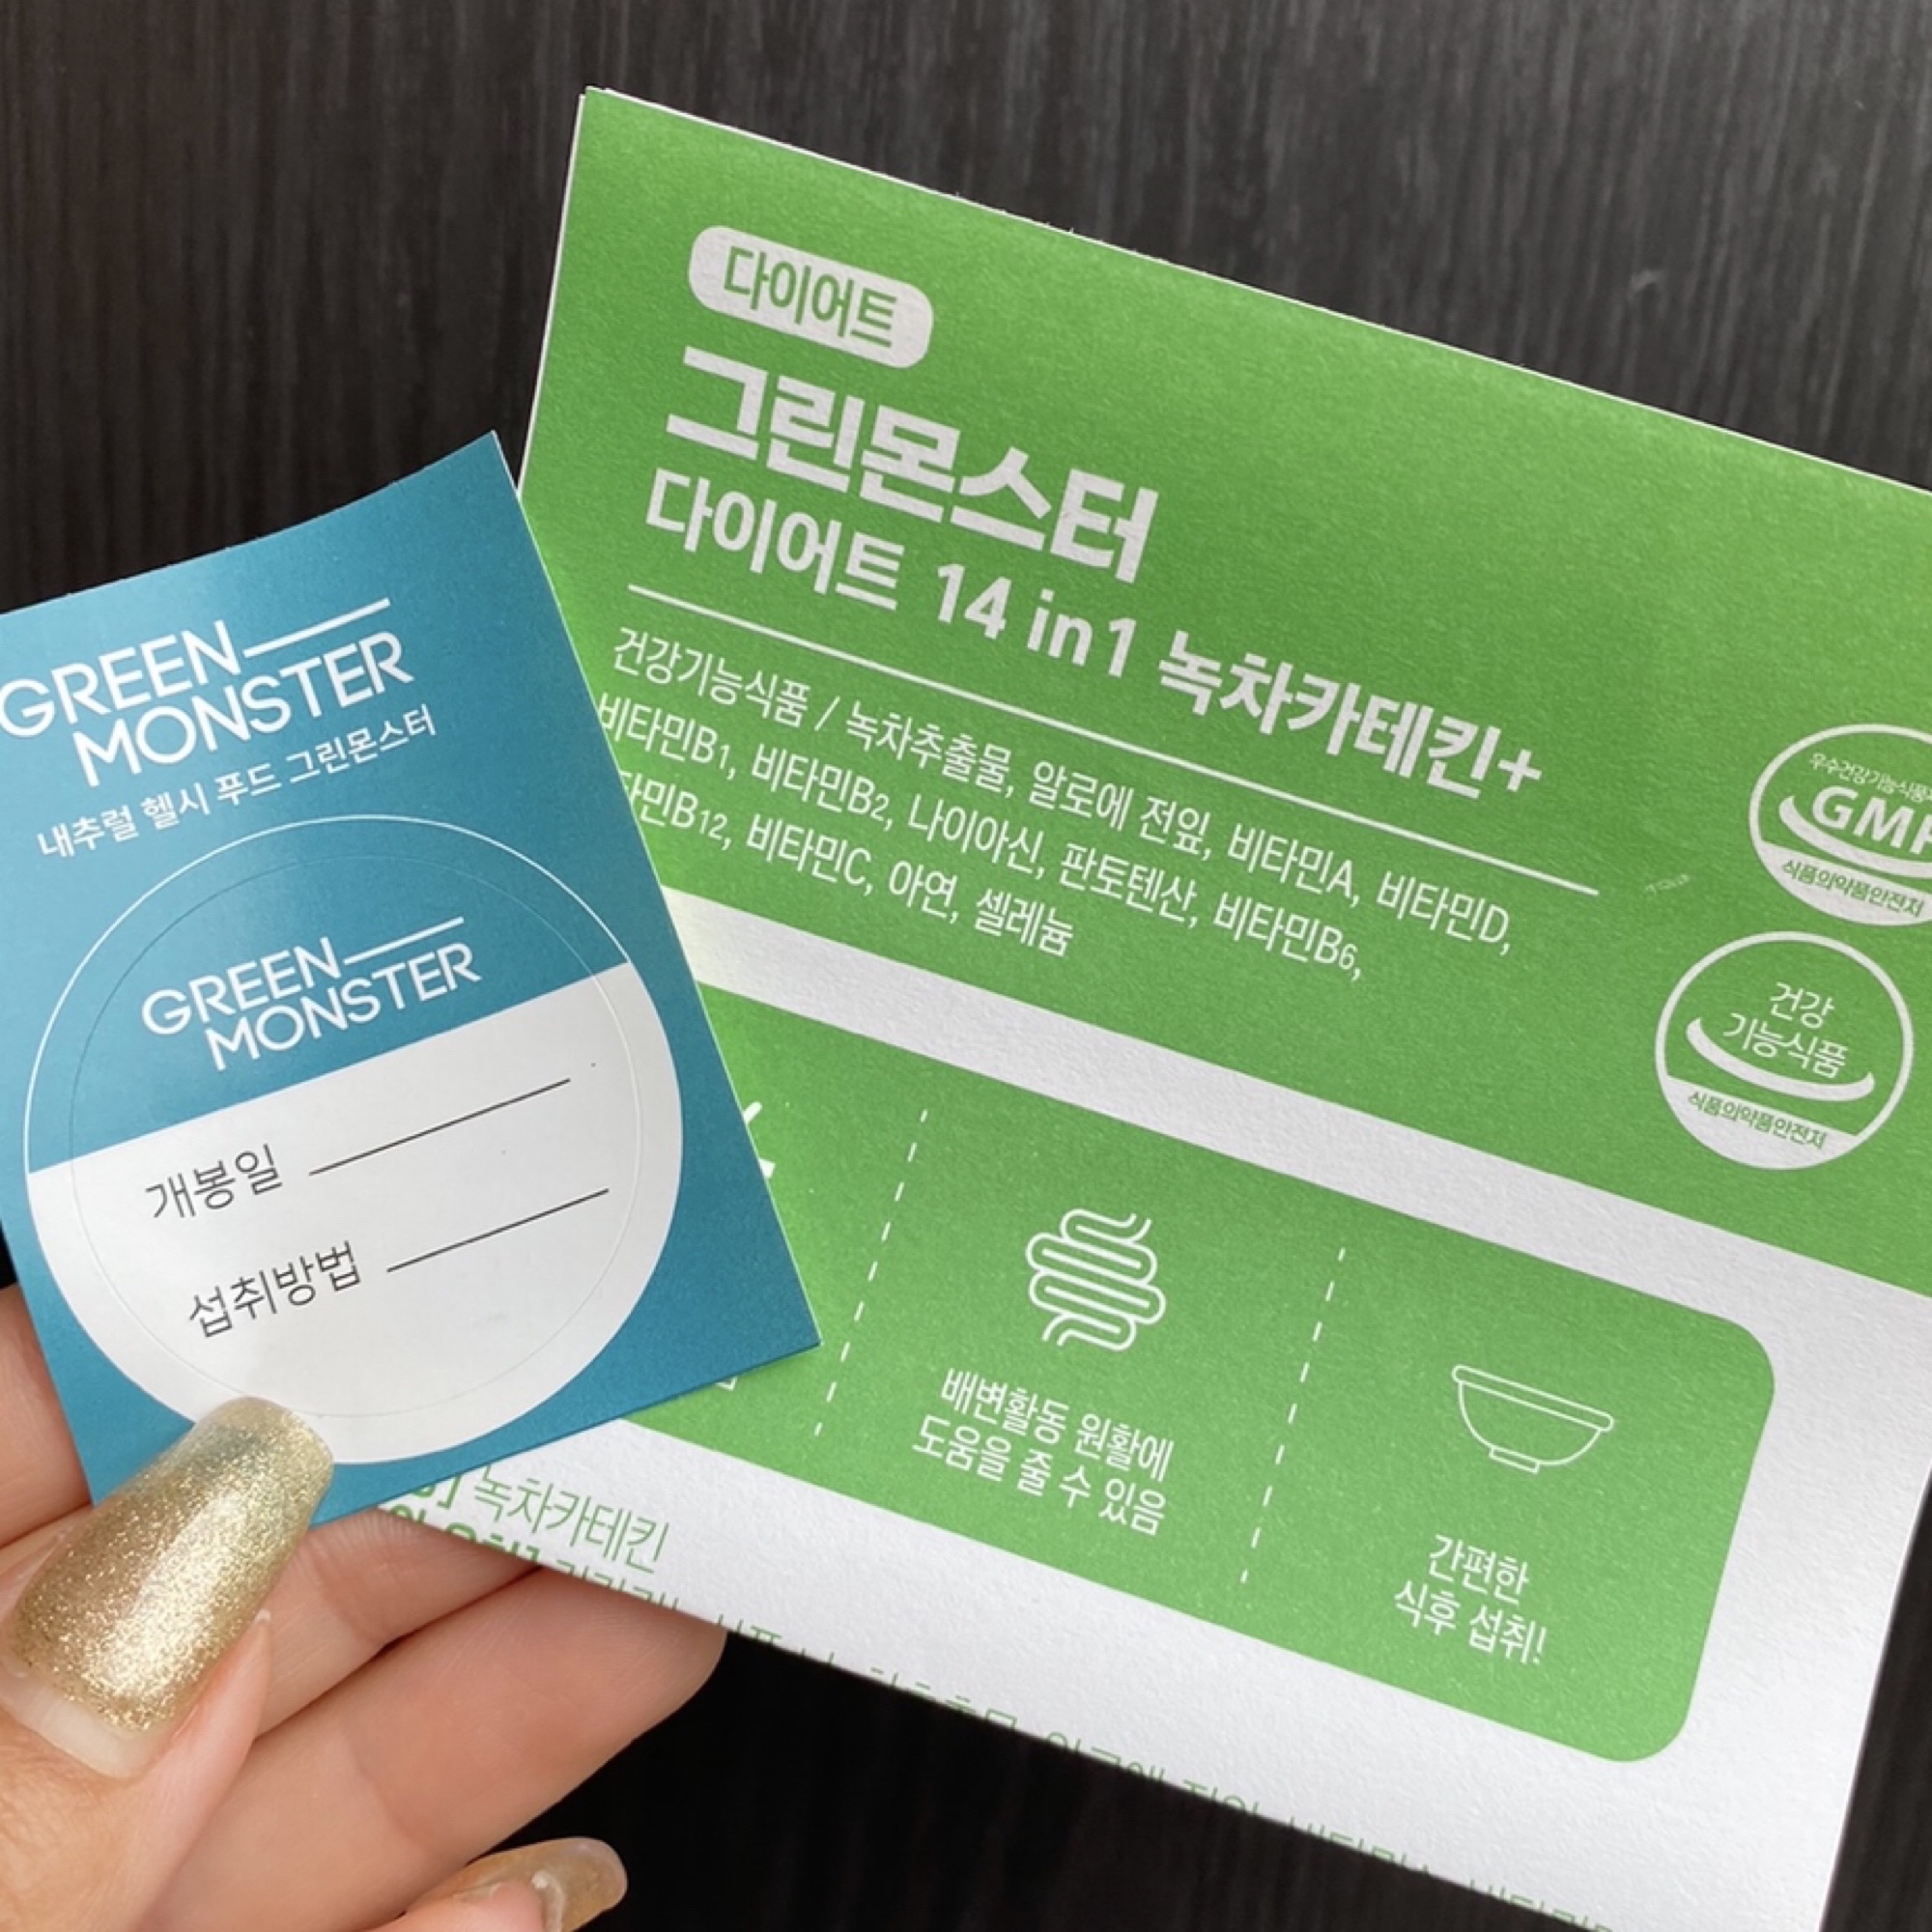 GREEN
MONSTER
내추럴 헬시 푸드 그린몬스터
GREEN
MONSTER
개봉일
섭취방법
다이어트
그린몬스터
다이어트 14 in1 녹차카테킨+
건강기능식품 / 녹차추출물, 알로에 전잎, 비타민A, 비타민D,
비타민B1, 비타민B2, 나이아신, 판토텐산, 비타민B6,
타민B12, 비타민C, 아연, 셀레늄
우수건강기능식품
GMP
식품의약품안전처
건강
기능식품
식품의약품안전처
배변활동 원활에
도움을 줄 수 있음
간편한
식후 섭취!
녹차카테킨